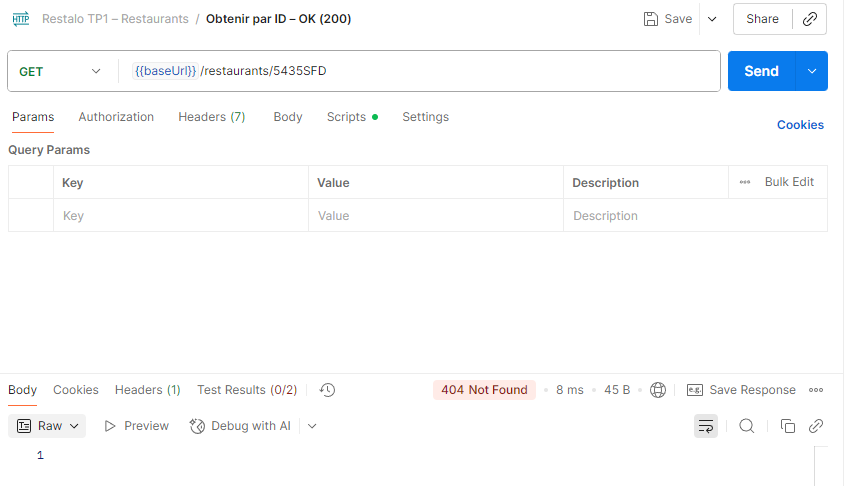 HTTP Restalo TP1 – Restaurants / Obtenir par ID – OK (200) Save Share
GET {{baseUrl}}/restaurants/5435SFD Send
Params Authorization Headers (7) Body Scripts Settings Cookies
Query Params
Key Value Description Bulk Edit
Key Value Description
Body Cookies Headers (1) Test Results (0/2) 404 Not Found 8 ms 45 B e.g. Save Response
Raw Preview Debug with AI
1